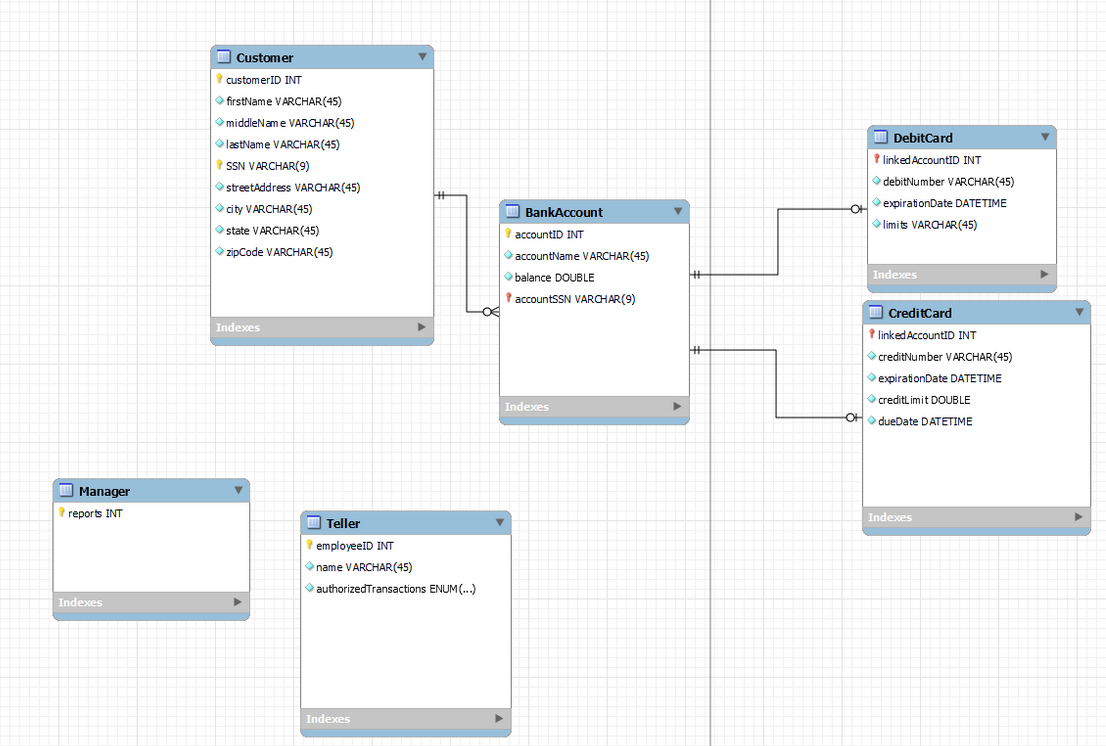 Customer
customerID INT
firstName VARCHAR(45)
middleName VARCHAR(45)
lastName VARCHAR(45)
SSN VARCHAR(9)
streetAddress VARCHAR(45)
city VARCHAR(45)
state VARCHAR(45)
zipCode VARCHAR(45)
Indexes
BankAccount
accountID INT
accountName VARCHAR(45)
balance DOUBLE
accountSSN VARCHAR(9)
Indexes
DebitCard
linkedAccountID INT
debitNumber VARCHAR(45)
expirationDate DATETIME
limits VARCHAR(45)
Indexes
CreditCard
linkedAccountID INT
creditNumber VARCHAR(45)
expirationDate DATETIME
creditLimit DOUBLE
dueDate DATETIME
Indexes
Manager
reports INT
Indexes
Teller
employeeID INT
name VARCHAR(45)
authorizedTransactions ENUM(...)
Indexes